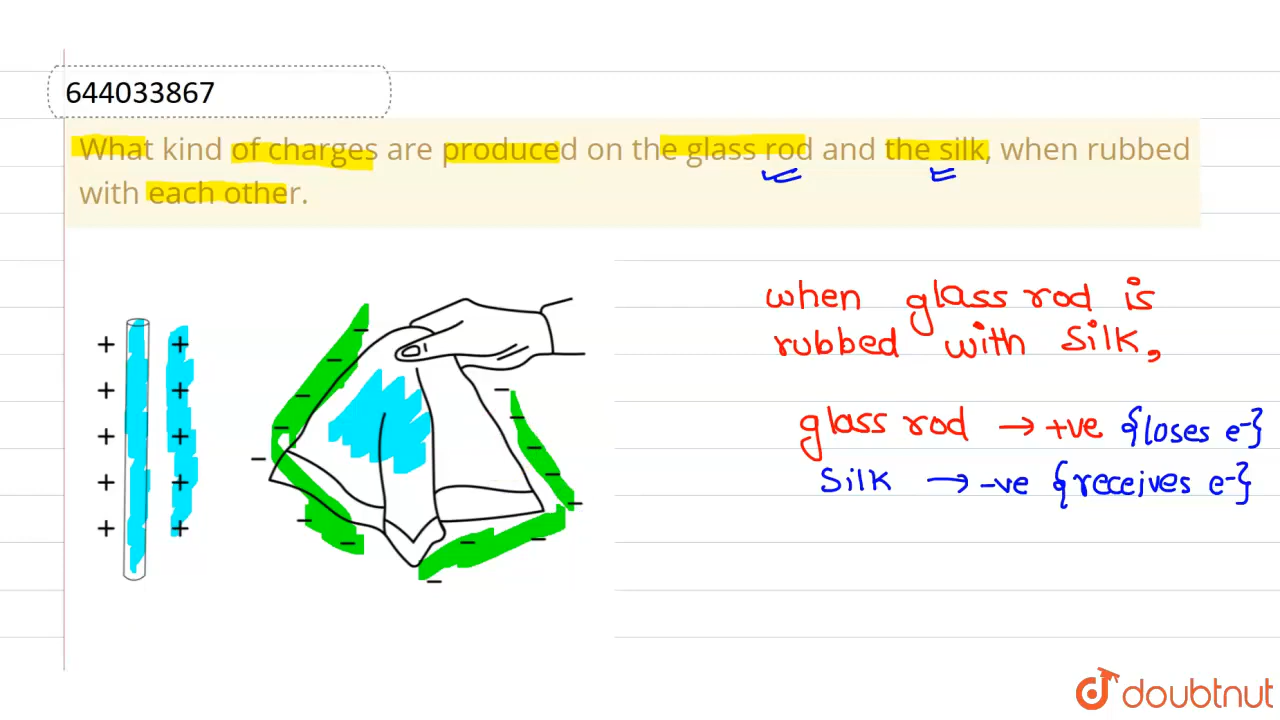 644033867
What kind of charges are produced on the glass rod and the silk, when rubbed
with each other.
when glass rod is
rubbed with silk,
glass rod → +ve {loses e-}
silk → -ve {receives e-}
+ +
+ +
+ +
+ +
+ +
doubtnut